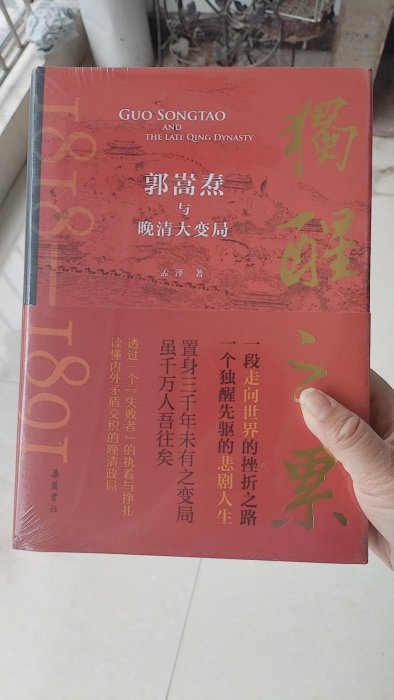 獨醒之累
GUO SONGTAO
AND
THE LATE QING DYNASTY
郭嵩焘
与
晚清大变局
孟泽 著
1818—1891
一段走向世界的挫折之路
一个独醒先驱的悲剧人生
置身三千年未有之变局
虽千万人吾往矣
透过一个“失败者”的执着与挣扎
读懂内外矛盾交织的晚清政局
岳麓書社